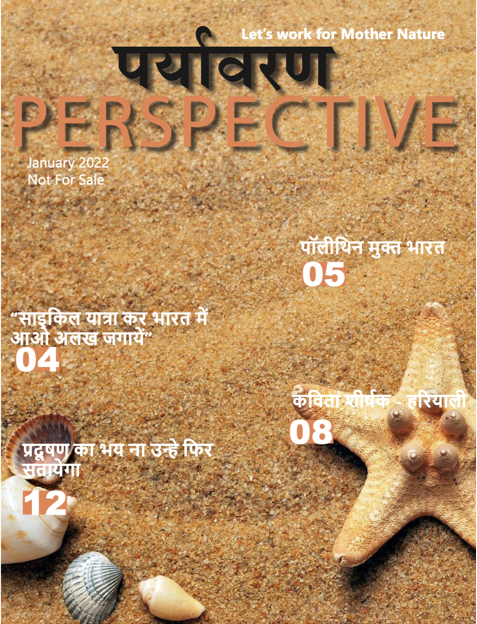 Let's work for Mother Nature
पर्यावरण
PERSPECTIVE
January 2022
Not For Sale
पॉलीथिन मुक्त भारत
05
“साइकिल यात्रा कर भारत में
आओ अलख जगायें”
04
कविता शीर्षक - हरियाली
08
प्रदूषण का भय ना उन्हे फिर
सतायेगा
12